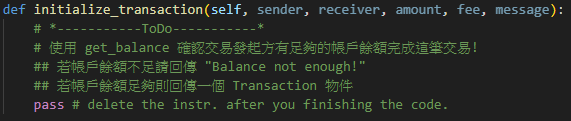 def initialize_transaction(self, sender, receiver, amount, fee, message):
# *-----------ToDo-----------*
# 使用 get_balance 確認交易發起方有足夠的帳戶餘額完成這筆交易!
## 若帳戶餘額不足請回傳 "Balance not enough!"
## 若帳戶餘額足夠則回傳一個 Transaction 物件
pass # delete the instr. after you finishing the code.